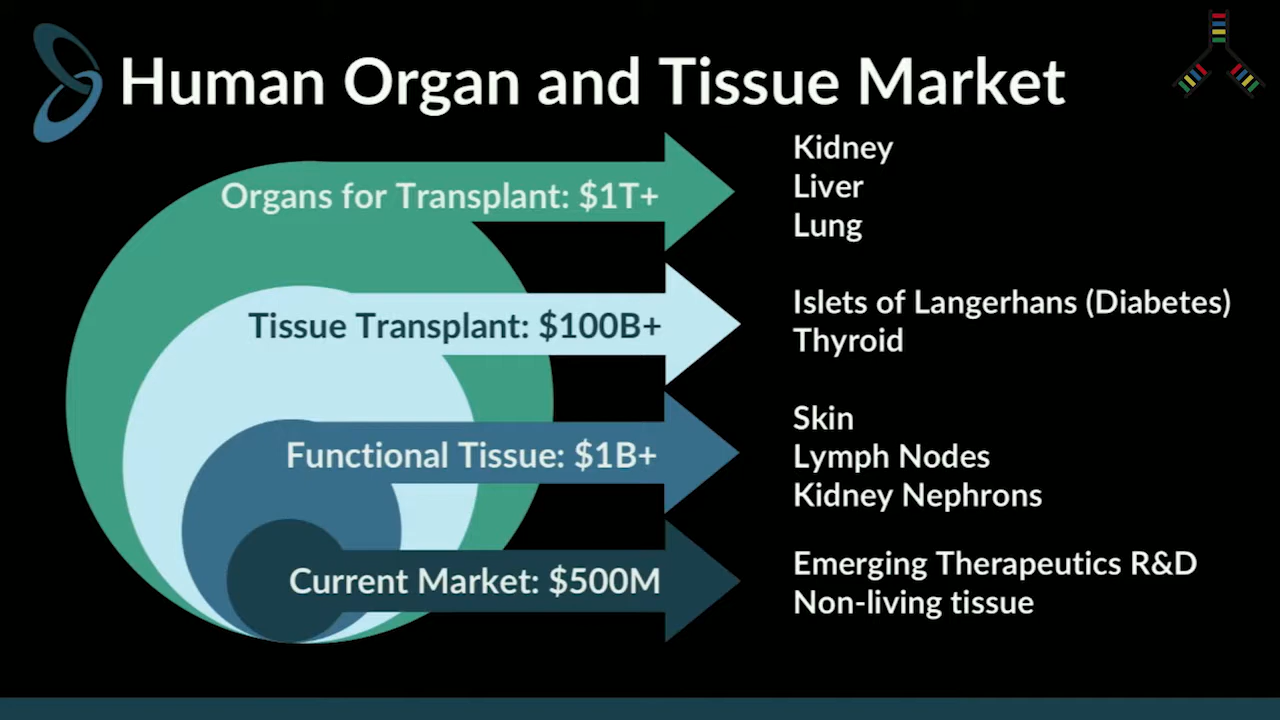 Human Organ and Tissue Market
Organs for Transplant: $1T+
Kidney
Liver
Lung
Tissue Transplant: $100B+
Islets of Langerhans (Diabetes)
Thyroid
Functional Tissue: $1B+
Skin
Lymph Nodes
Kidney Nephrons
Current Market: $500M
Emerging Therapeutics R&D
Non-living tissue